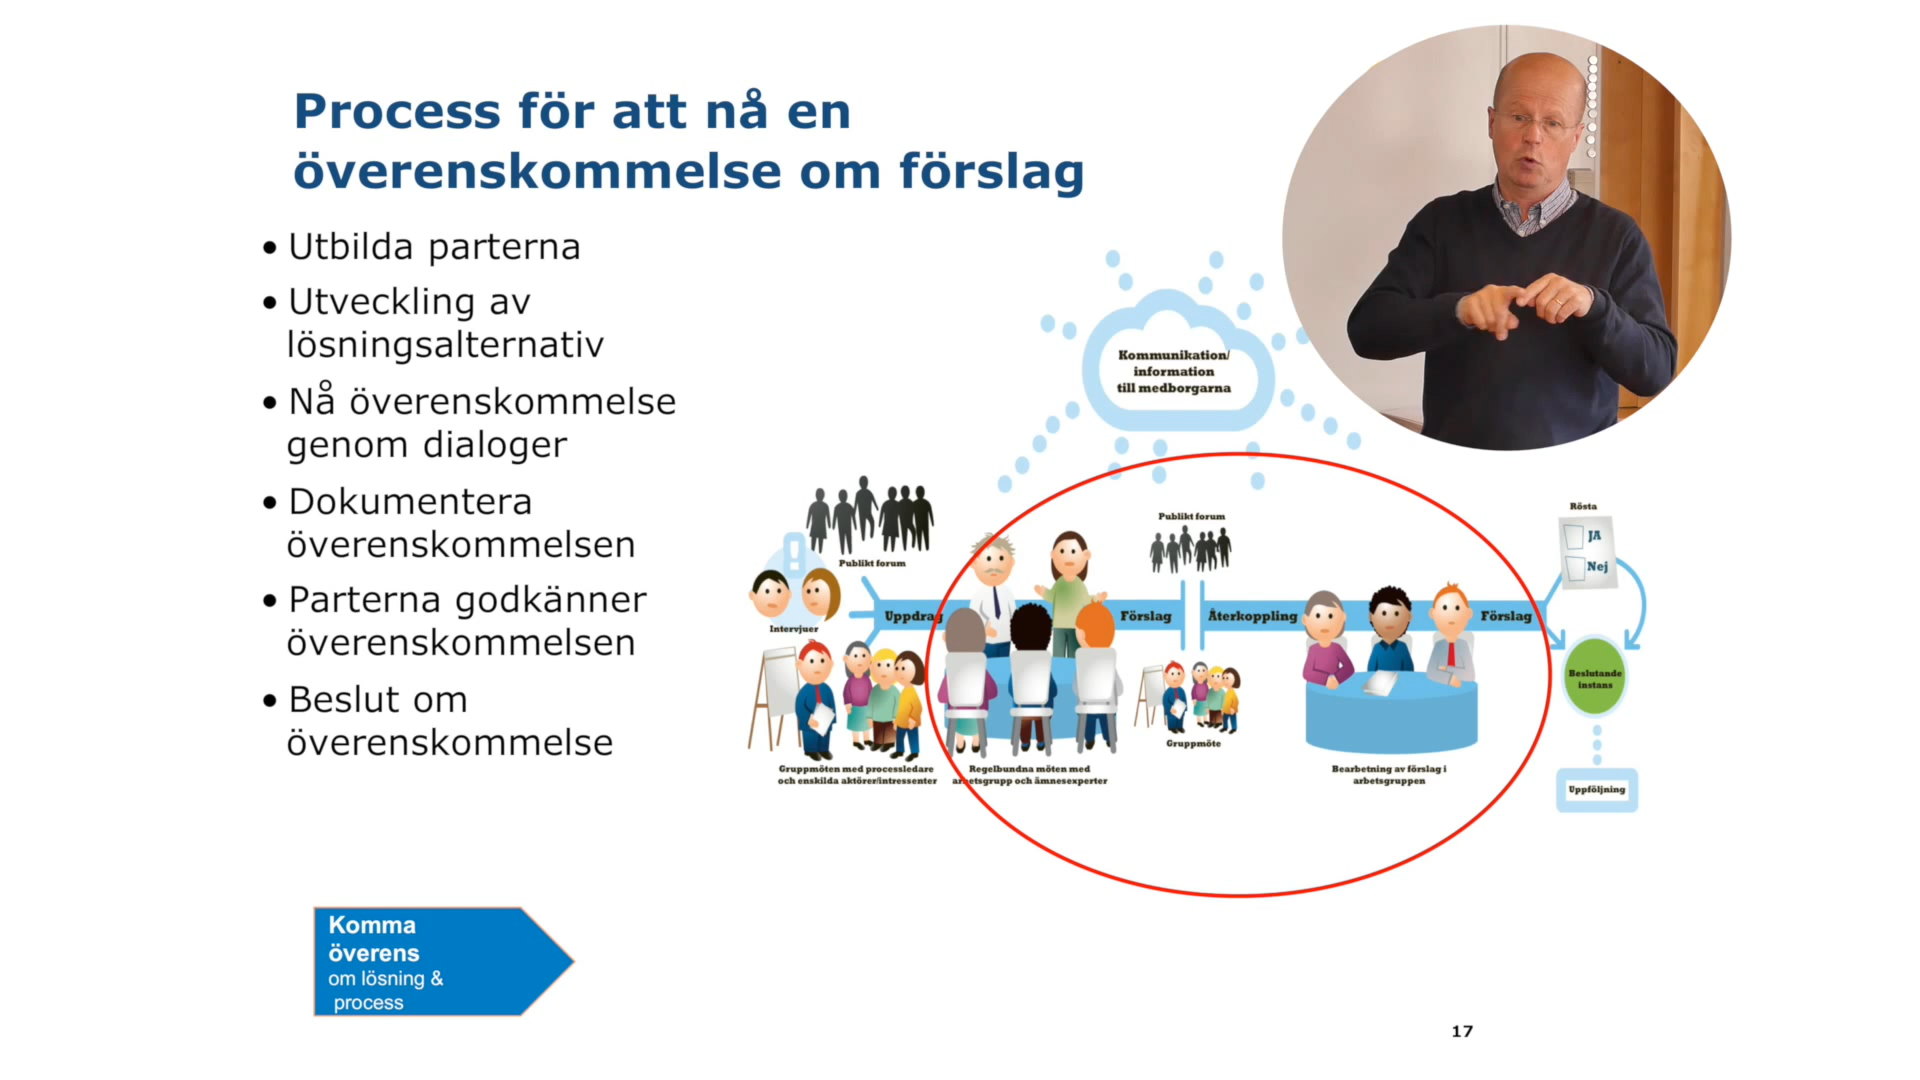 Process för att nå en
överenskommelse om förslag
• Utbilda parterna
• Utveckling av
lösningsalternativ
• Nå överenskommelse
genom dialoger
• Dokumentera
överenskommelsen
• Parterna godkänner
överenskommelsen
• Beslut om
överenskommelse
Kommunikation/
information
till medborgarna
Publikt forum
Intervjuer
Uppdrag
Gruppmöten med processledare
och enskilda aktörer/intressenter
Regelbundna möten med
arbetsgrupp och ämnesexperter
Förslag
Publikt forum
Återkoppling
Gruppmöte
Bearbetning av förslag i
arbetsgruppen
Förslag
Rösta
JA
Nej
Beslutande
instans
Uppföljning
Komma
överens
om lösning &
process
17